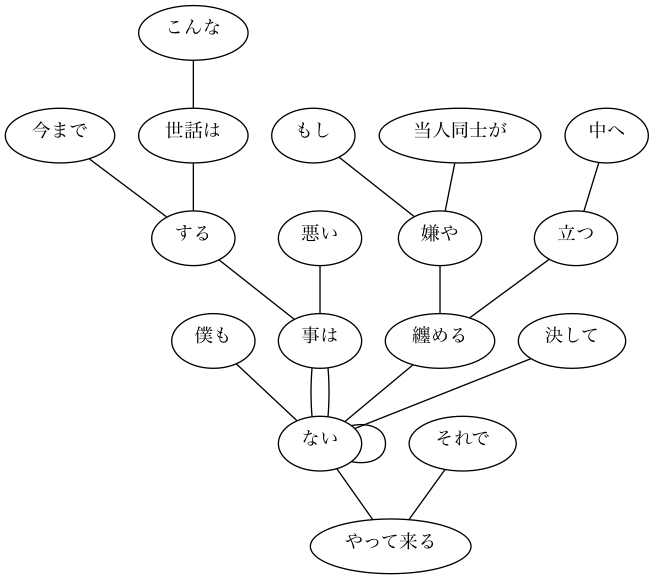 こんな
今まで 世話は もし 当人同士が 中へ
する 悪い 嫌や 立つ
僕も 事は 纏める 決して
ない それで
やって来る